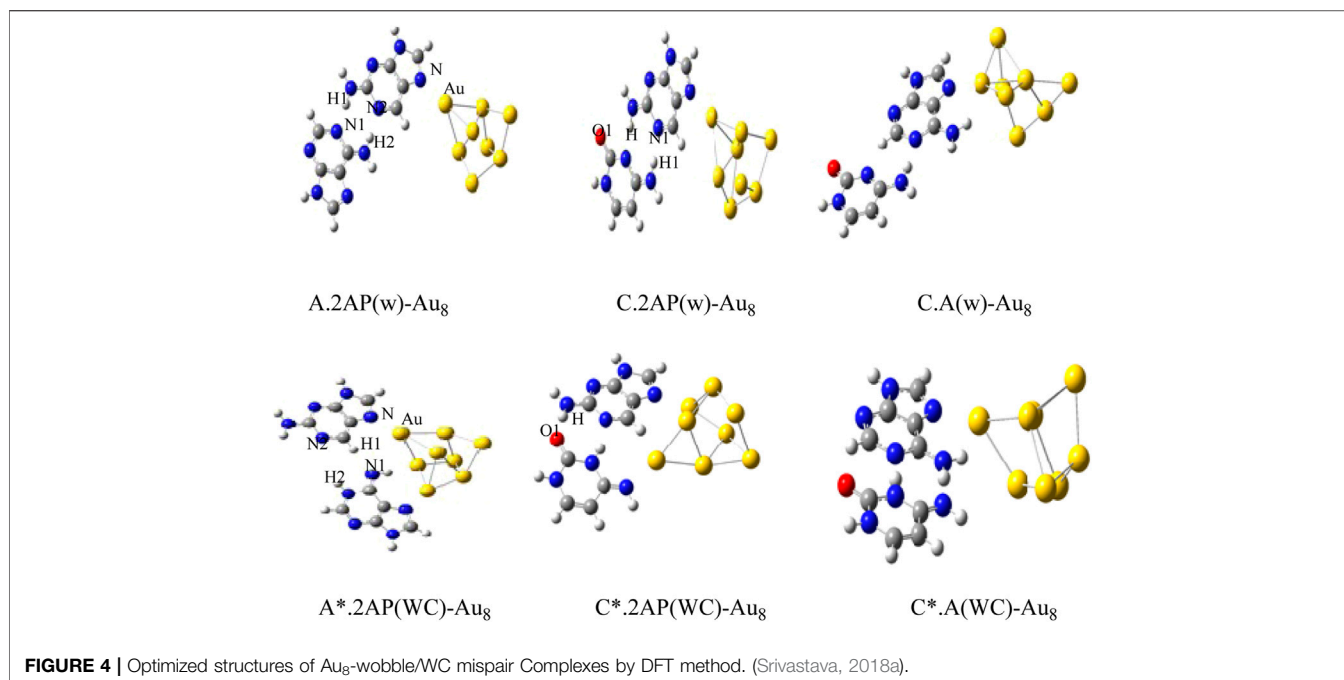 N
Au
H1
N2
N1
H2
A.2AP(w)-Au₈
O1
H
N1
H1
C.2AP(w)-Au₈
C.A(w)-Au₈
N
Au
N2
H1
H2
N1
A*.2AP(WC)-Au₈
H
O1
C*.2AP(WC)-Au₈
C*.A(WC)-Au₈
FIGURE 4 | Optimized structures of Au₈-wobble/WC mispair Complexes by DFT method. (Srivastava, 2018a).